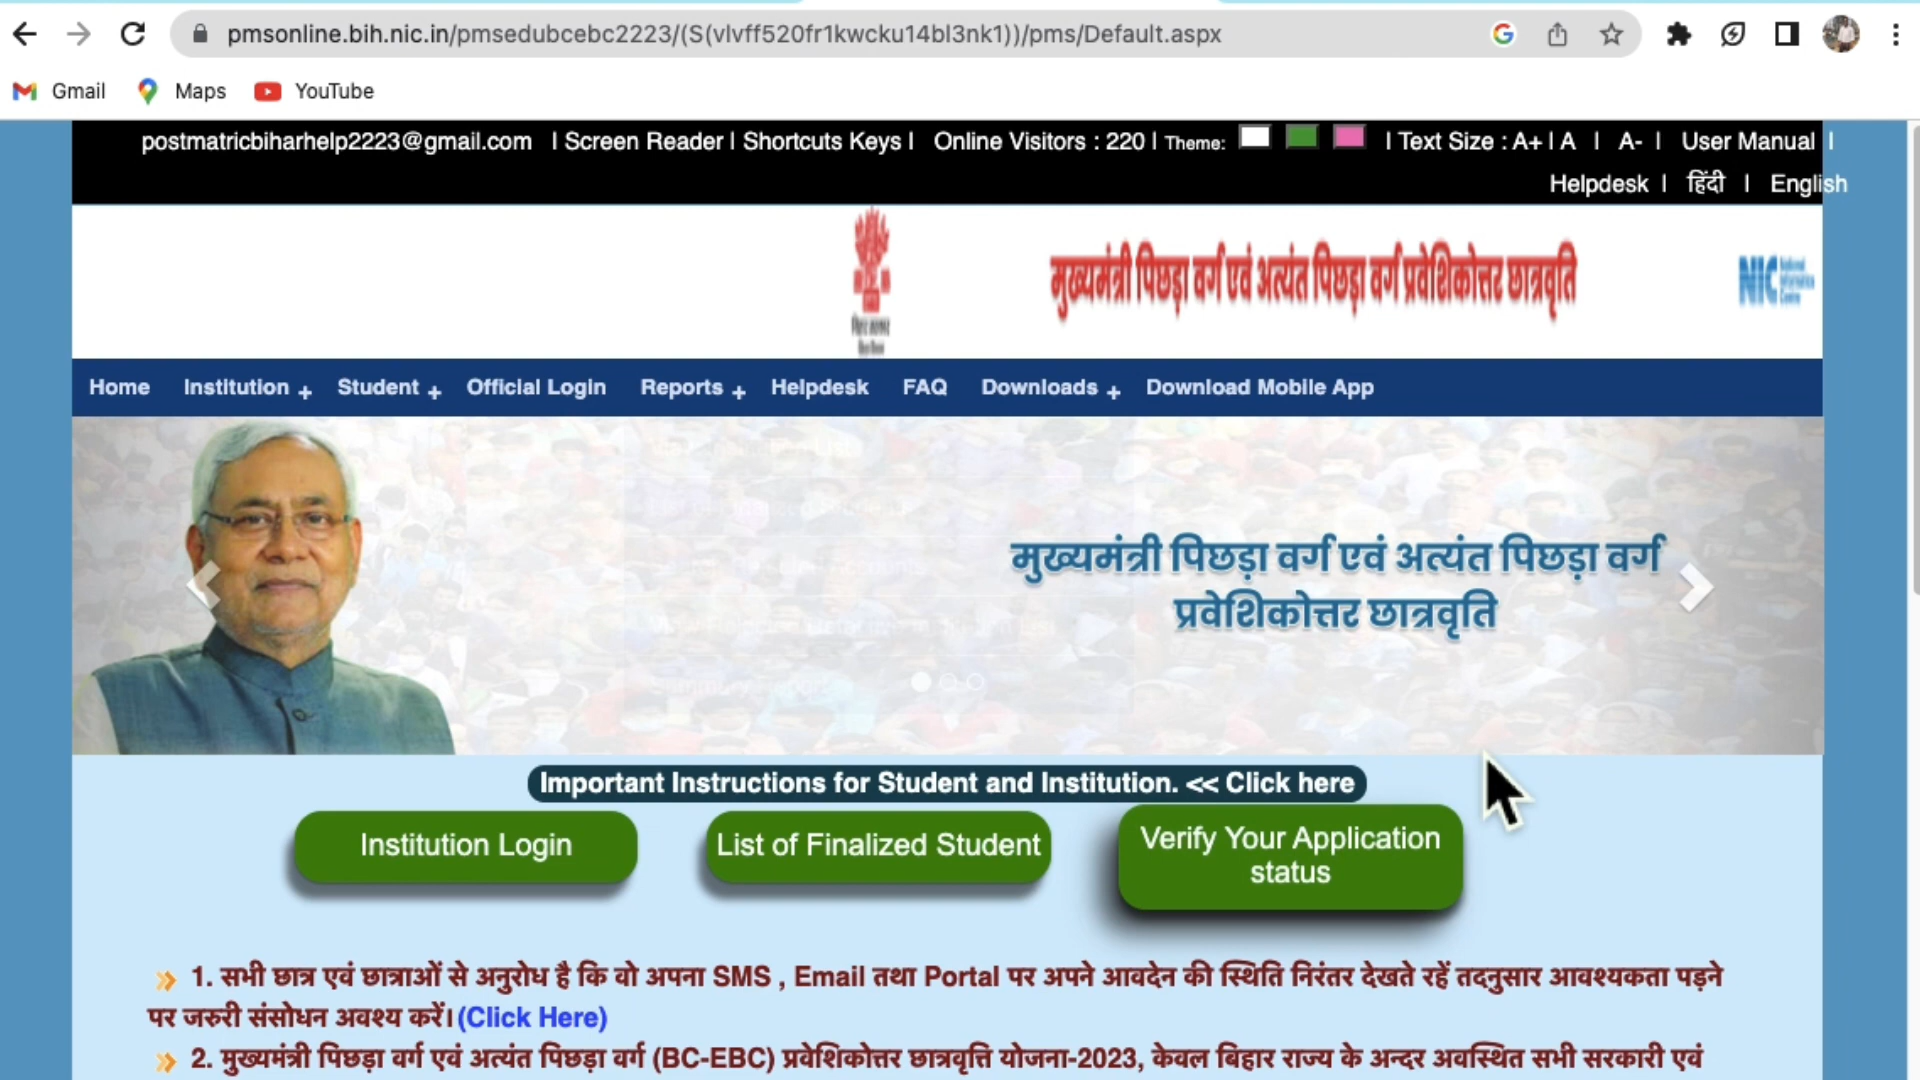 pmsonline.bih.nic.in/pmsedubcebc2223/(S(vlvff520fr1kwcku14bl3nk1))/pms/Default.aspx
Gmail Maps YouTube
postmatricbiharhelp2223@gmail.com | Screen Reader | Shortcuts Keys | Online Visitors : 220 | Theme: | Text Size : A+ | A | A- | User Manual |
Helpdesk | हिंदी | English
मुख्यमंत्री पिछड़ा वर्ग एवं अत्यंत पिछड़ा वर्ग प्रवेशिकोत्तर छात्रवृति
NIC
Home Institution + Student + Official Login Reports + Helpdesk FAQ Downloads + Download Mobile App
मुख्यमंत्री पिछड़ा वर्ग एवं अत्यंत पिछड़ा वर्ग
प्रवेशिकोत्तर छात्रवृति
Important Instructions for Student and Institution. << Click here
Institution Login
List of Finalized Student
Verify Your Application
status
1. सभी छात्र एवं छात्राओं से अनुरोध है कि वो अपना SMS , Email तथा Portal पर अपने आवदेन की स्थिति निरंतर देखते रहें तदनुसार आवश्यकता पड़ने
पर जरुरी संसोधन अवश्य करें। (Click Here)
2. मुख्यमंत्री पिछड़ा वर्ग एवं अत्यंत पिछड़ा वर्ग (BC-EBC) प्रवेशिकोत्तर छात्रवृत्ति योजना-2023, केवल बिहार राज्य के अन्दर अवस्थित सभी सरकारी एवं